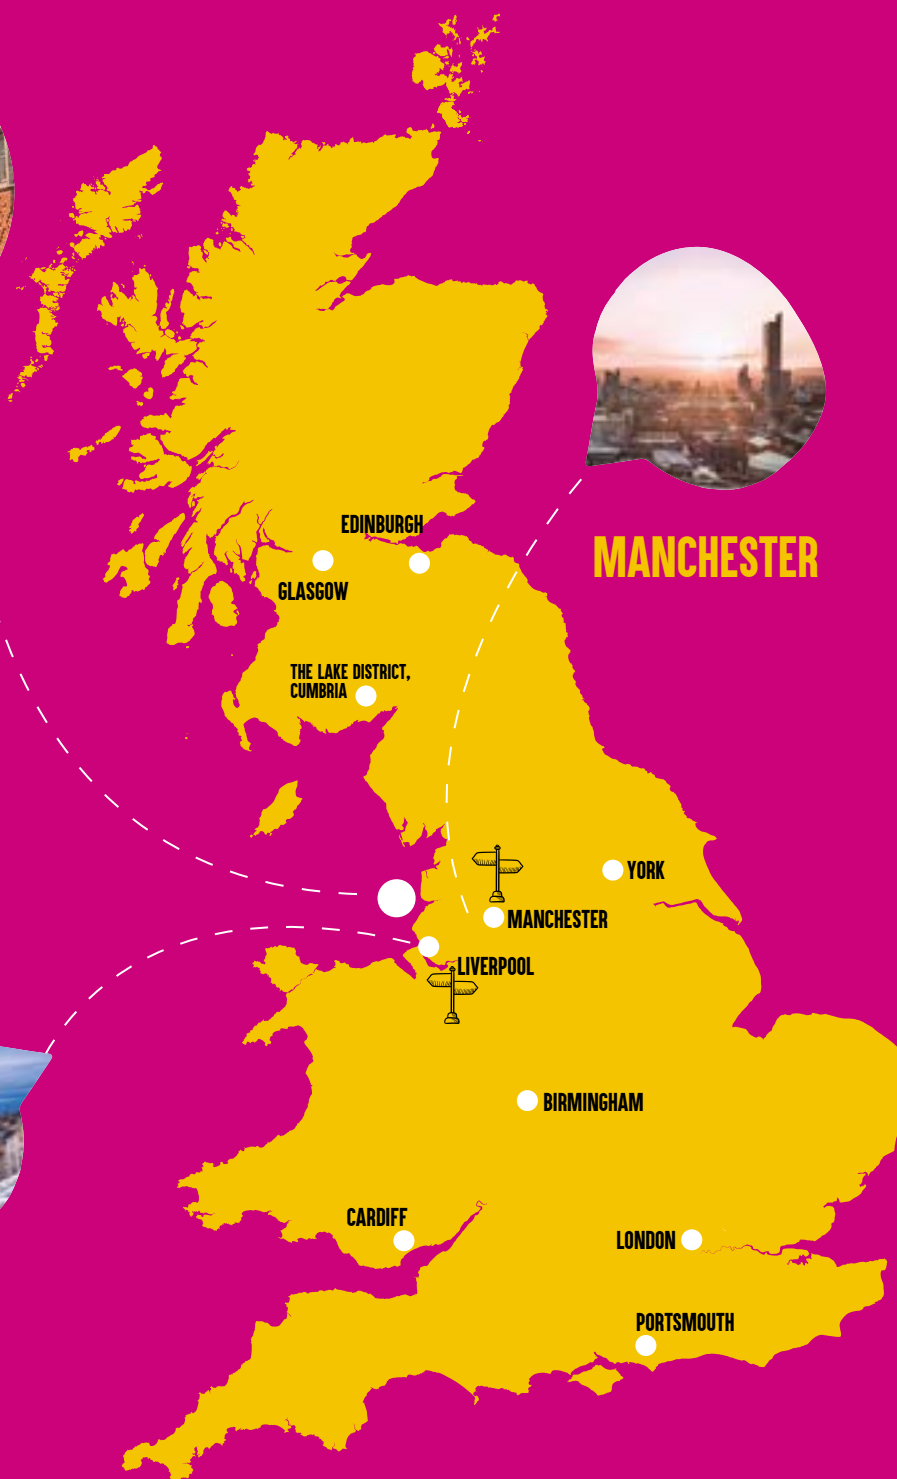 EDINBURGH
MANCHESTER
GLASGOW
THE LAKE DISTRICT,
CUMBRIA
YORK
MANCHESTER
LIVERPOOL
BIRMINGHAM
CARDIFF
LONDON
PORTSMOUTH